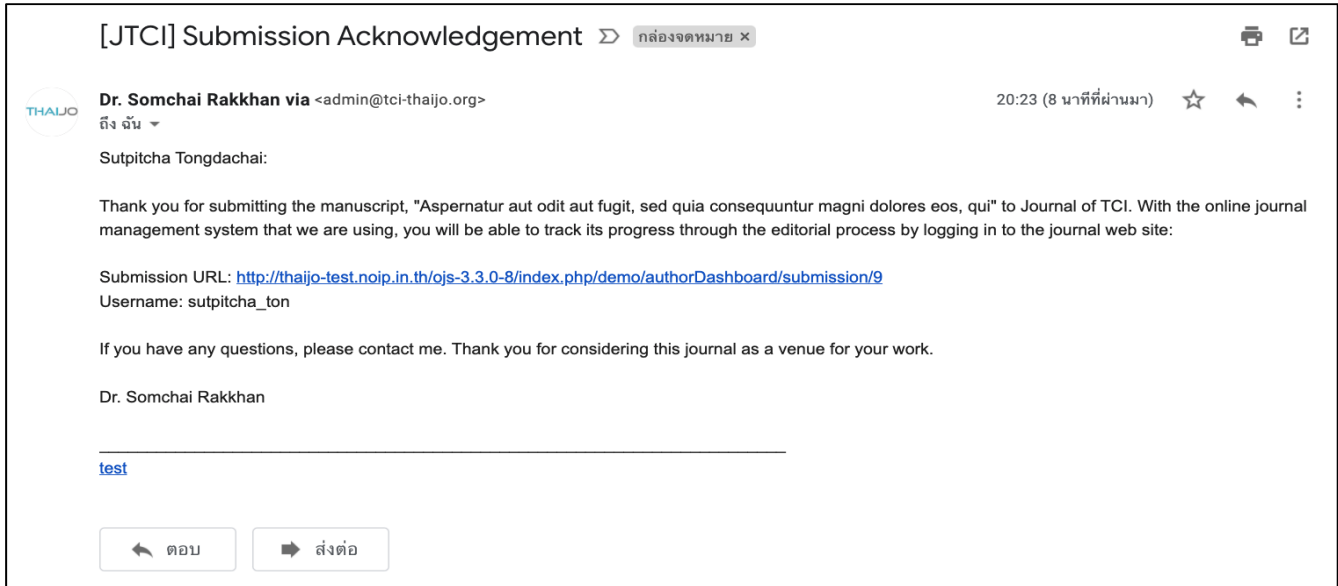 [JTCI] Submission Acknowledgement กล่องจดหมาย ×
THAIJO
Dr. Somchai Rakkhan via <admin@tci-thaijo.org> 20:23 (8 นาทีที่ผ่านมา)
ถึง ฉัน
Sutpitcha Tongdachai:
Thank you for submitting the manuscript, "Aspernatur aut odit aut fugit, sed quia consequuntur magni dolores eos, qui" to Journal of TCI. With the online journal
management system that we are using, you will be able to track its progress through the editorial process by logging in to the journal web site:
Submission URL: http://thaijo-test.noip.in.th/ojs-3.3.0-8/index.php/demo/authorDashboard/submission/9
Username: sutpitcha_ton
If you have any questions, please contact me. Thank you for considering this journal as a venue for your work.
Dr. Somchai Rakkhan
test
ตอบ ส่งต่อ